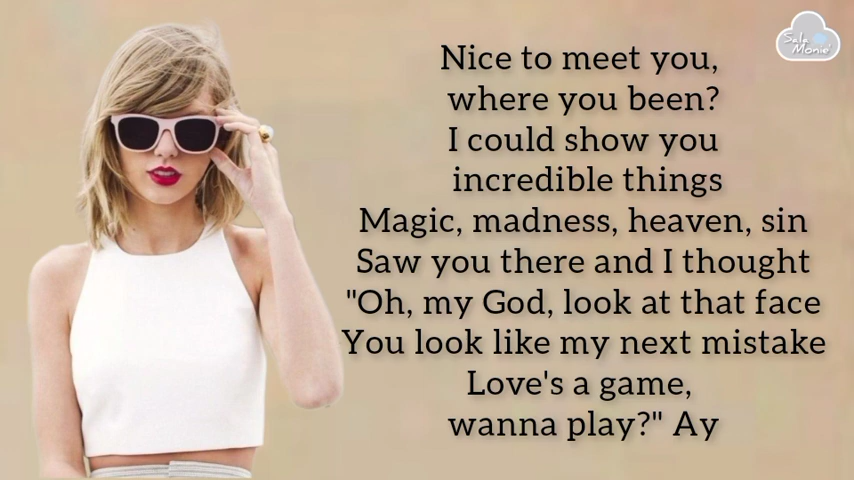 Sala
Monie'
Nice to meet you,
where you been?
I could show you
incredible things
Magic, madness, heaven, sin
Saw you there and I thought
"Oh, my God, look at that face
You look like my next mistake
Love's a game,
wanna play?" Ay